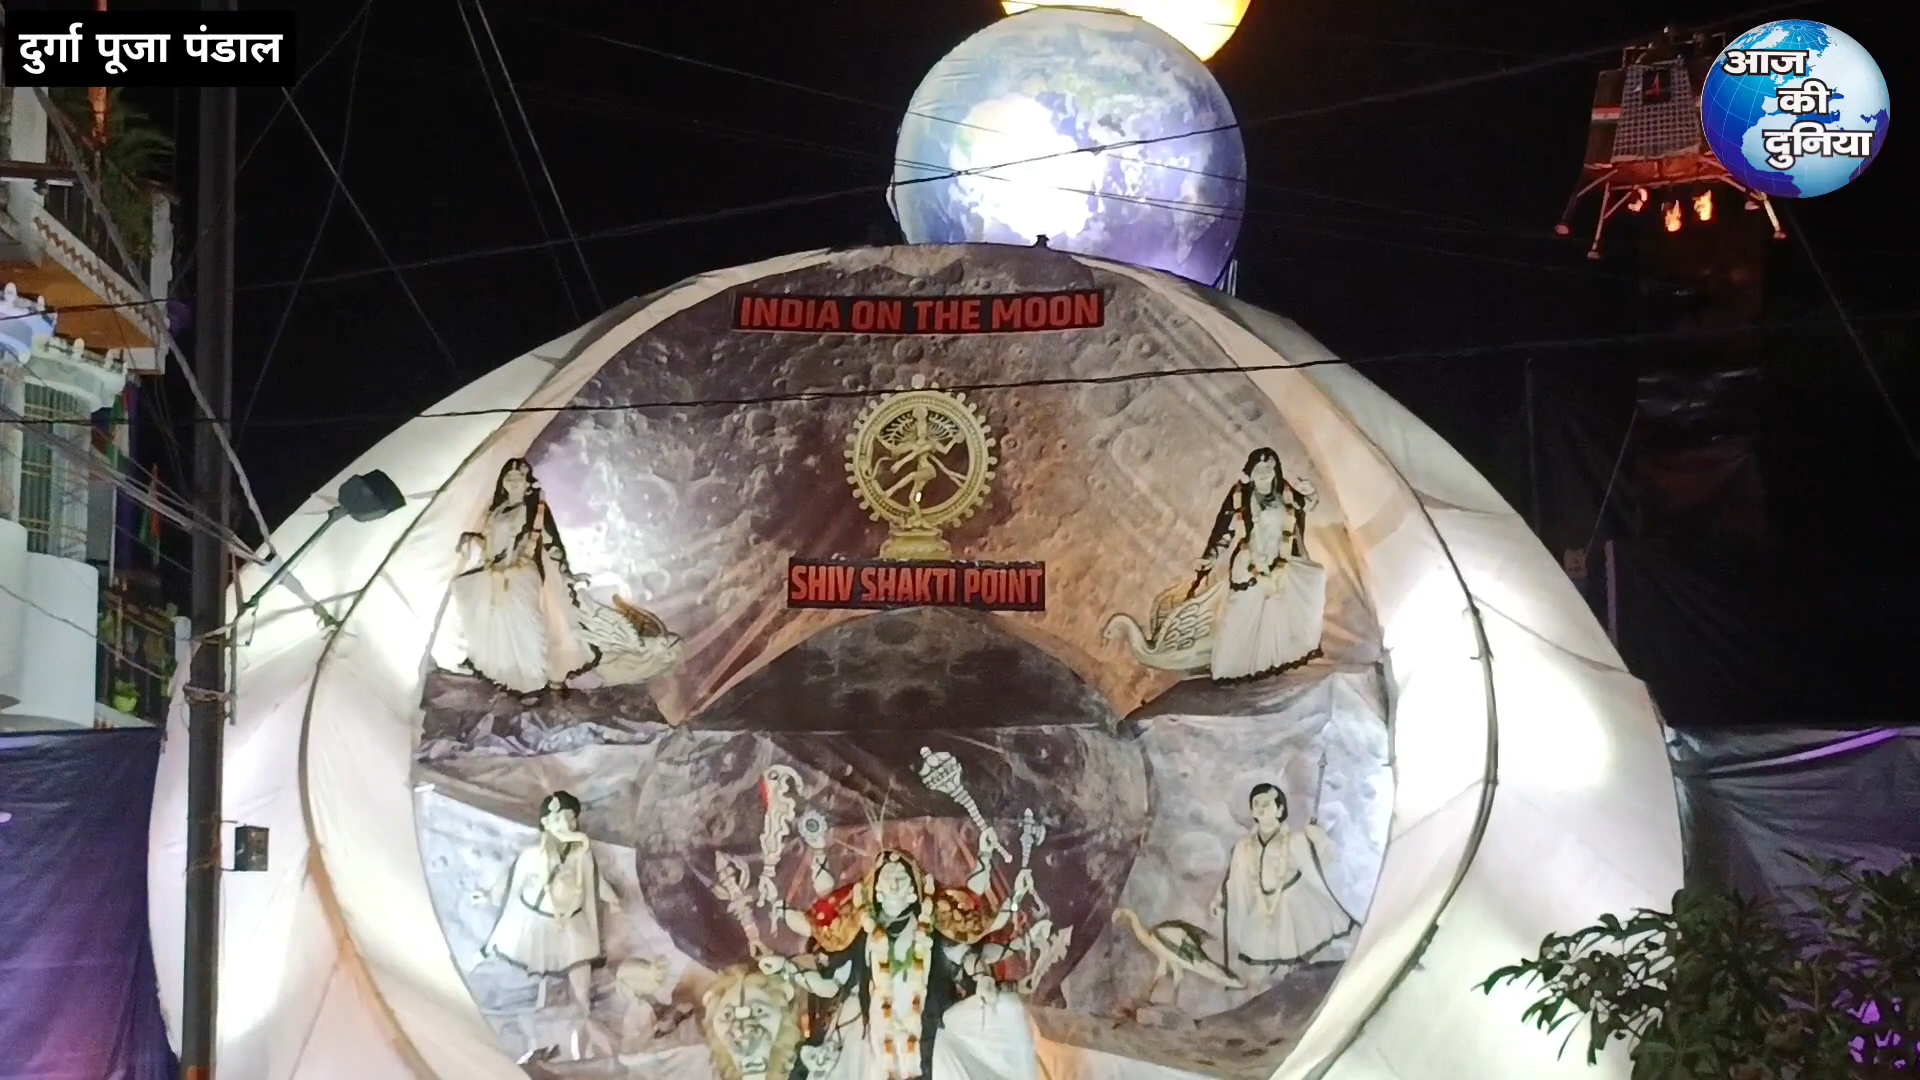 दुर्गा पूजा पंडाल
आज
की
दुनिया
INDIA ON THE MOON
SHIV SHAKTI POINT